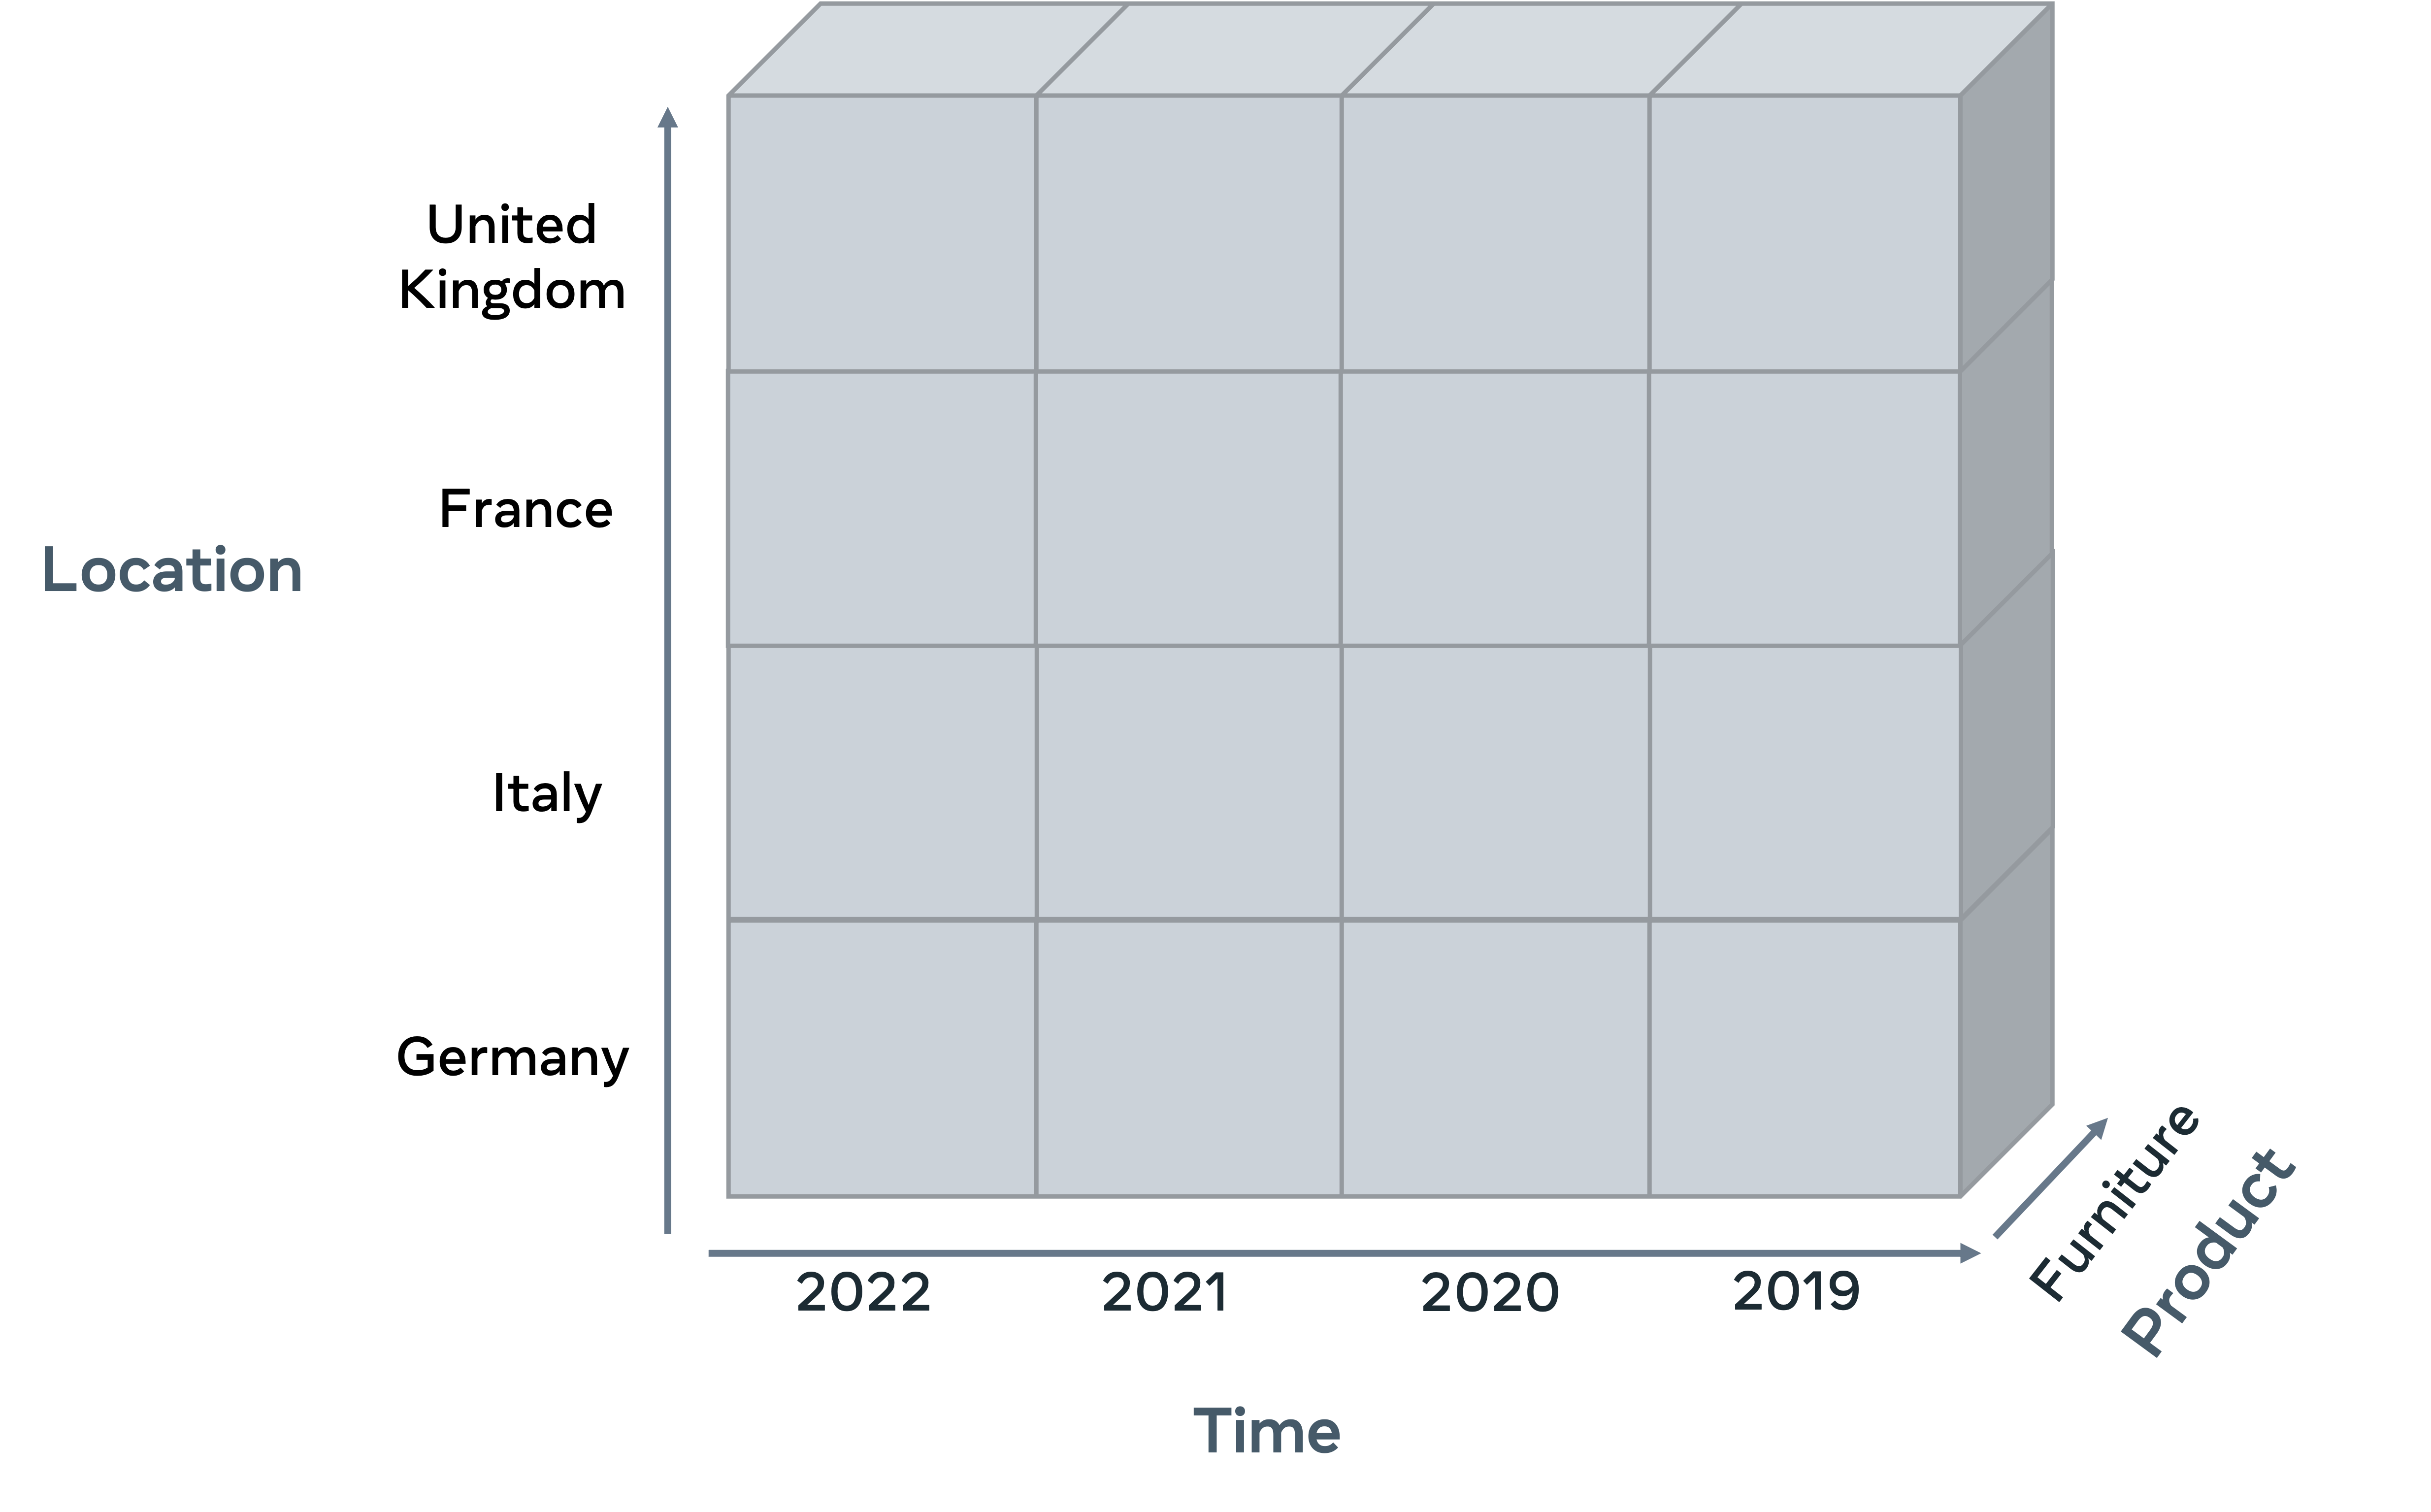 United
Kingdom
France
Location
Italy
Germany
2022
2021
2020
2019
Furniture
Product
Time